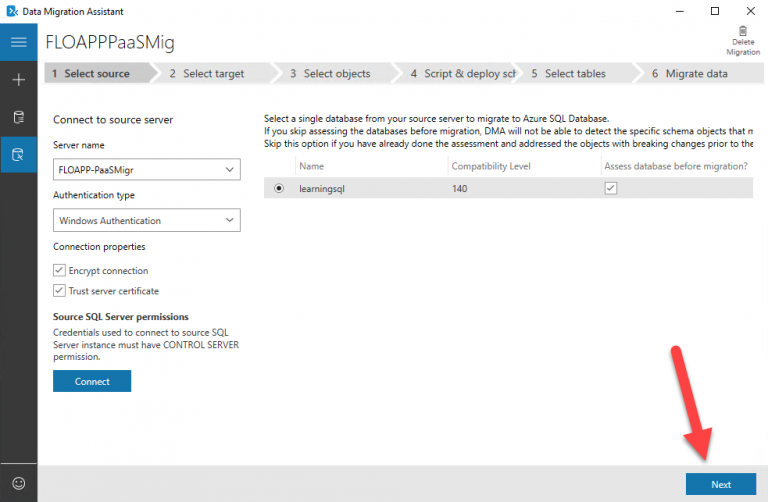 Data Migration Assistant
FLOAPPPaaSMig
Delete
Migration
1 Select source
2 Select target
3 Select objects
4 Script & deploy sch
5 Select tables
6 Migrate data
Connect to source server
Server name
FLOAPP-PaaSMigr
Authentication type
Windows Authentication
Connection properties
Encrypt connection
Trust server certificate
Source SQL Server permissions
Credentials used to connect to source SQL
Server instance must have CONTROL SERVER
permission.
Connect
Select a single database from your source server to migrate to Azure SQL Database.
If you skip assessing the databases before migration, DMA will not be able to detect the specific schema objects that m
Skip this option if you have already done the assessment and addressed the objects with breaking changes prior to the
Name Compatibility Level Assess database before migration?
learningsql 140
Next